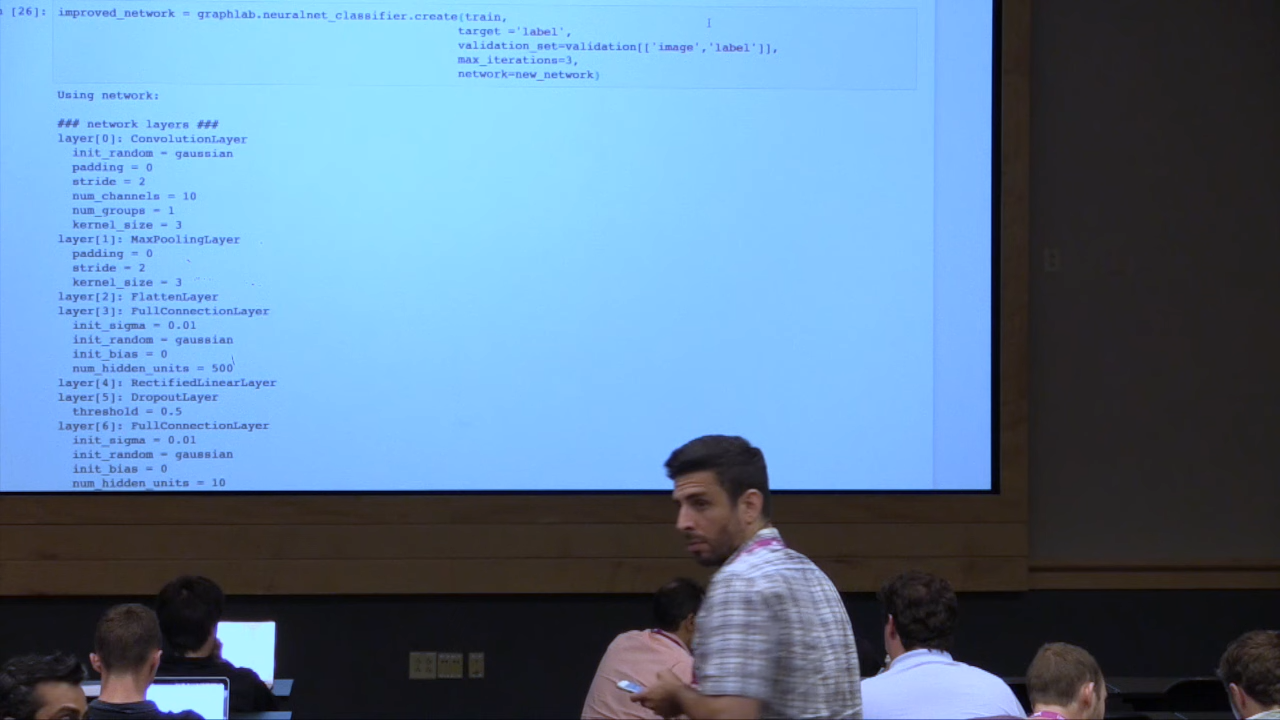 [26]: improved_network = graphlab.neuralnet_classifier.create(train,
target ='label',
validation_set=validation[['image','label']],
max_iterations=3,
network=new_network)
Using network:
### network layers ###
layer[0]: ConvolutionLayer
init_random = gaussian
padding = 0
stride = 2
num_channels = 10
num_groups = 1
kernel_size = 3
layer[1]: MaxPoolingLayer
padding = 0
stride = 2
kernel_size = 3
layer[2]: FlattenLayer
layer[3]: FullConnectionLayer
init_sigma = 0.01
init_random = gaussian
init_bias = 0
num_hidden_units = 500
layer[4]: RectifiedLinearLayer
layer[5]: DropoutLayer
threshold = 0.5
layer[6]: FullConnectionLayer
init_sigma = 0.01
init_random = gaussian
init_bias = 0
num_hidden_units = 10